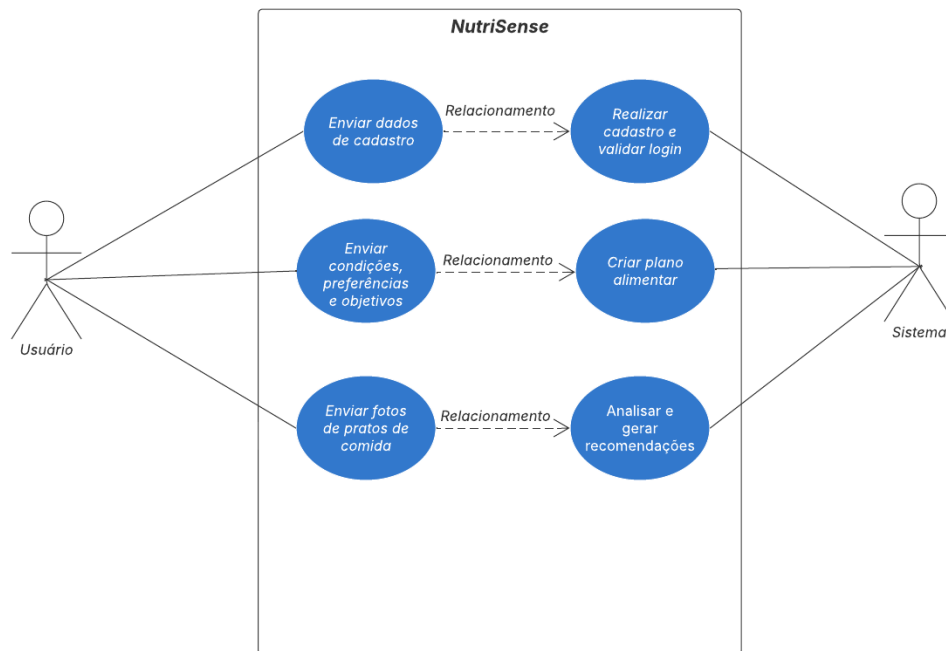 NutriSense
Enviar dados
de cadastro
Relacionamento
Realizar
cadastro e
validar login
Enviar
condições,
preferências
e objetivos
Relacionamento
Criar plano
alimentar
Usuário
Sistema
Enviar fotos
de pratos de
comida
Relacionamento
Analisar e
gerar
recomendações